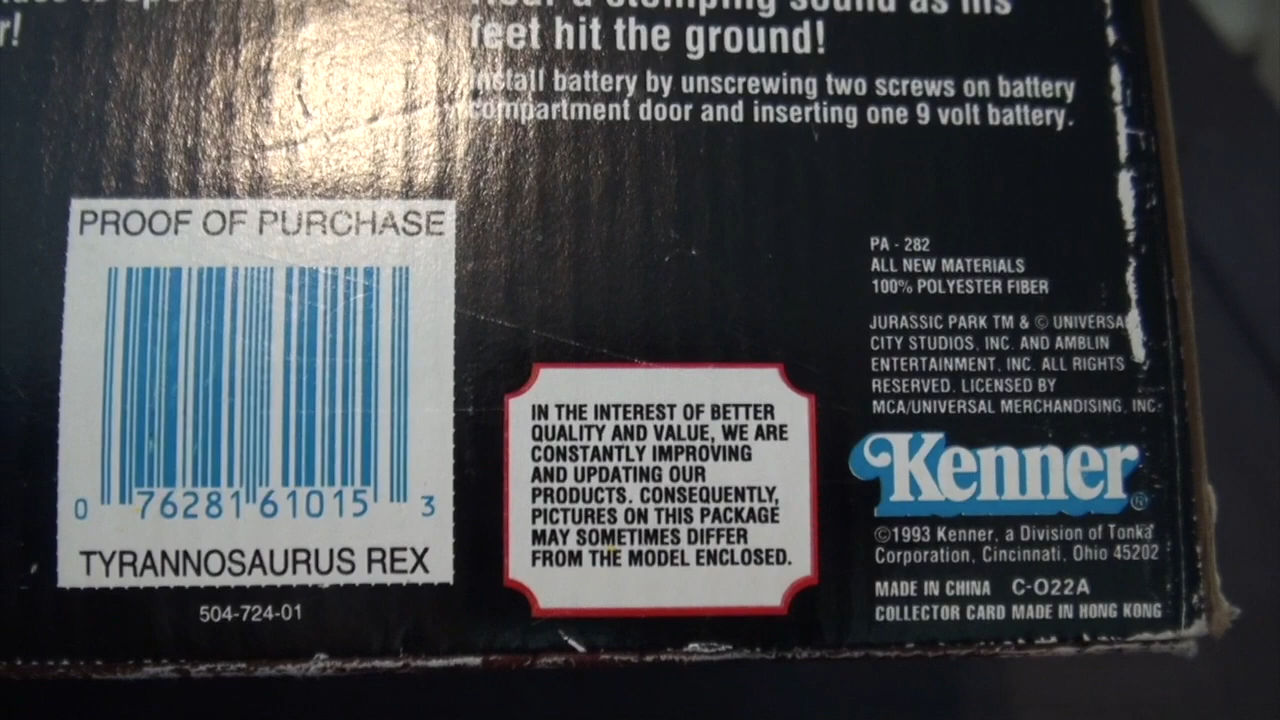 r!
a stomping sound as his
feet hit the ground!
Install battery by unscrewing two screws on battery
compartment door and inserting one 9 volt battery.
PROOF OF PURCHASE
0 76281 61015 3
TYRANNOSAURUS REX
504-724-01
IN THE INTEREST OF BETTER
QUALITY AND VALUE, WE ARE
CONSTANTLY IMPROVING
AND UPDATING OUR
PRODUCTS. CONSEQUENTLY,
PICTURES ON THIS PACKAGE
MAY SOMETIMES DIFFER
FROM THE MODEL ENCLOSED.
PA - 282
ALL NEW MATERIALS
100% POLYESTER FIBER
JURASSIC PARK TM & © UNIVERSAL
CITY STUDIOS, INC. AND AMBLIN
ENTERTAINMENT, INC. ALL RIGHTS
RESERVED. LICENSED BY
MCA/UNIVERSAL MERCHANDISING, INC.
Kenner®
©1993 Kenner, a Division of Tonka
Corporation, Cincinnati, Ohio 45202
MADE IN CHINA C-022A
COLLECTOR CARD MADE IN HONG KONG